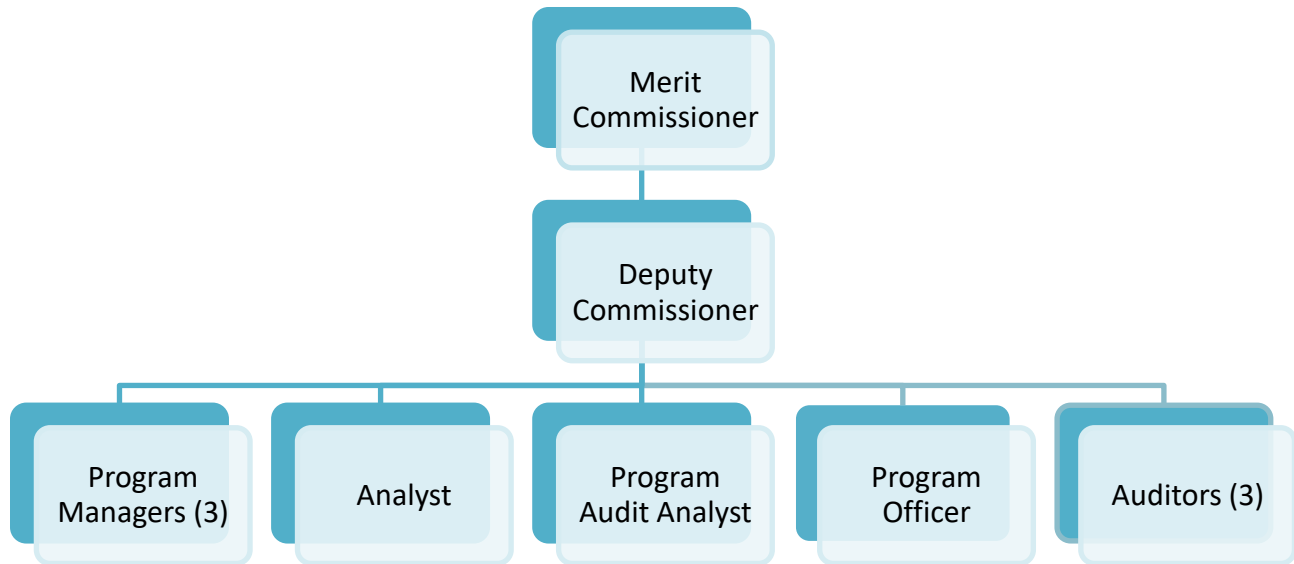 Merit
Commissioner
Deputy
Commissioner
Program
Managers (3)
Analyst
Program
Audit Analyst
Program
Officer
Auditors (3)